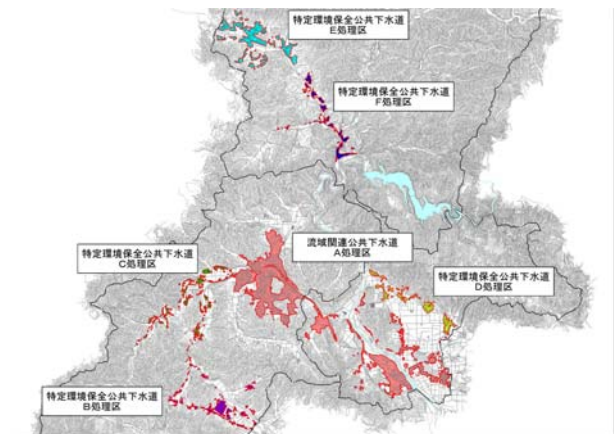 特定環境保全公共下水道
E処理区
特定環境保全公共下水道
F処理区
流域関連公共下水道
A処理区
特定環境保全公共下水道
C処理区
特定環境保全公共下水道
D処理区
特定環境保全公共下水道
B処理区